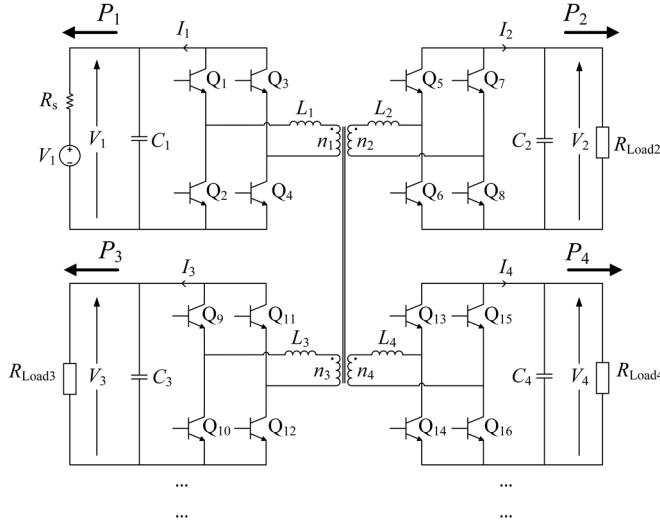 P1 I1 I2 P2
Q1 Q3 Q5 Q7
Rs L1 L2
V1 V1 C1 n1 n2 C2 V2 RLoad2
Q2 Q4 Q6 Q8
P3 I3 I4 P4
Q9 Q11 Q13 Q15
L3 L4
RLoad3 V3 C3 n3 n4 C4 V4 RLoad4
Q10 Q12 Q14 Q16
... ...
... ...